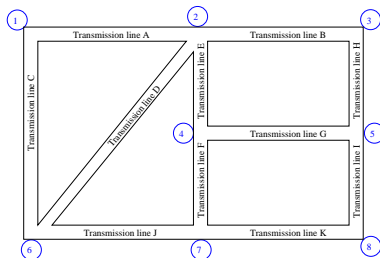 1
2
3
Transmission line A
Transmission line B
Transmission line C
Transmission line D
Transmission line E
Transmission line H
4
5
Transmission line G
Transmission line F
Transmission line I
Transmission line J
Transmission line K
6
7
8